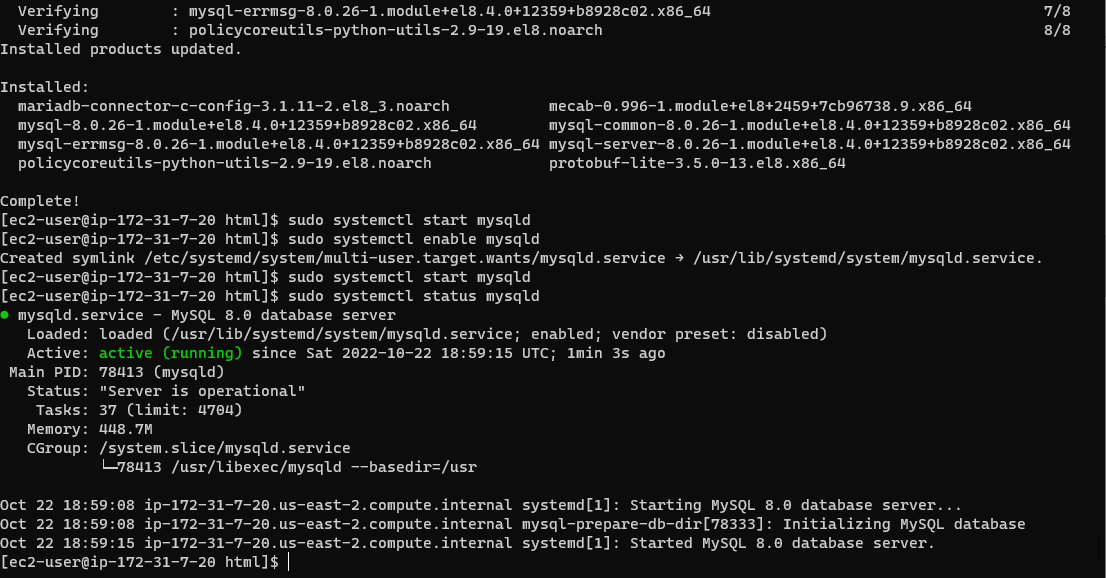 Verifying        : mysql-errmsg-8.0.26-1.module+el8.4.0+12359+b8928c02.x86_64                                     7/8
Verifying        : policycoreutils-python-utils-2.9-19.el8.noarch                                                 8/8
Installed products updated.
Installed:
mariadb-connector-c-config-3.1.11-2.el8_3.noarch           mecab-0.996-1.module+el8+2459+7cb96738.9.x86_64
mysql-8.0.26-1.module+el8.4.0+12359+b8928c02.x86_64        mysql-common-8.0.26-1.module+el8.4.0+12359+b8928c02.x86_64
mysql-errmsg-8.0.26-1.module+el8.4.0+12359+b8928c02.x86_64 mysql-server-8.0.26-1.module+el8.4.0+12359+b8928c02.x86_64
policycoreutils-python-utils-2.9-19.el8.noarch             protobuf-lite-3.5.0-13.el8.x86_64
Complete!
[ec2-user@ip-172-31-7-20 html]$ sudo systemctl start mysqld
[ec2-user@ip-172-31-7-20 html]$ sudo systemctl enable mysqld
Created symlink /etc/systemd/system/multi-user.target.wants/mysqld.service → /usr/lib/systemd/system/mysqld.service.
[ec2-user@ip-172-31-7-20 html]$ sudo systemctl start mysqld
[ec2-user@ip-172-31-7-20 html]$ sudo systemctl status mysqld
● mysqld.service - MySQL 8.0 database server
Loaded: loaded (/usr/lib/systemd/system/mysqld.service; enabled; vendor preset: disabled)
Active: active (running) since Sat 2022-10-22 18:59:15 UTC; 1min 3s ago
Main PID: 78413 (mysqld)
Status: "Server is operational"
Tasks: 37 (limit: 4704)
Memory: 448.7M
CGroup: /system.slice/mysqld.service
└─78413 /usr/libexec/mysqld --basedir=/usr
Oct 22 18:59:08 ip-172-31-7-20.us-east-2.compute.internal systemd[1]: Starting MySQL 8.0 database server...
Oct 22 18:59:08 ip-172-31-7-20.us-east-2.compute.internal mysql-prepare-db-dir[78333]: Initializing MySQL database
Oct 22 18:59:15 ip-172-31-7-20.us-east-2.compute.internal systemd[1]: Started MySQL 8.0 database server.
[ec2-user@ip-172-31-7-20 html]$